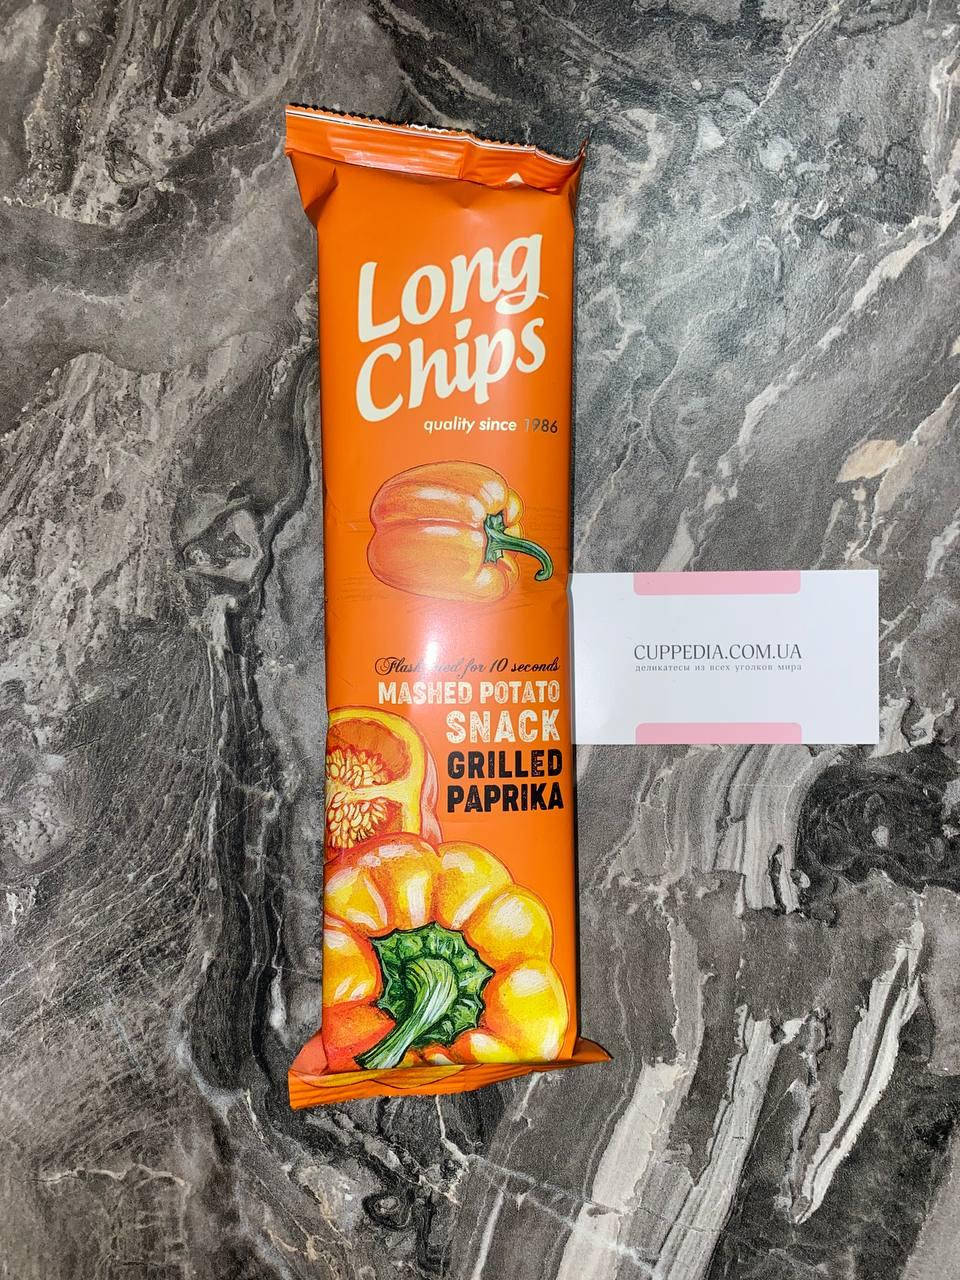 Long
Chips
quality since 1986
Flash fried for 10 seconds
MASHED POTATO
SNACK
GRILLED
PAPRIKA
CUPPEDIA.COM.UA
деликатесы из всех уголков мира